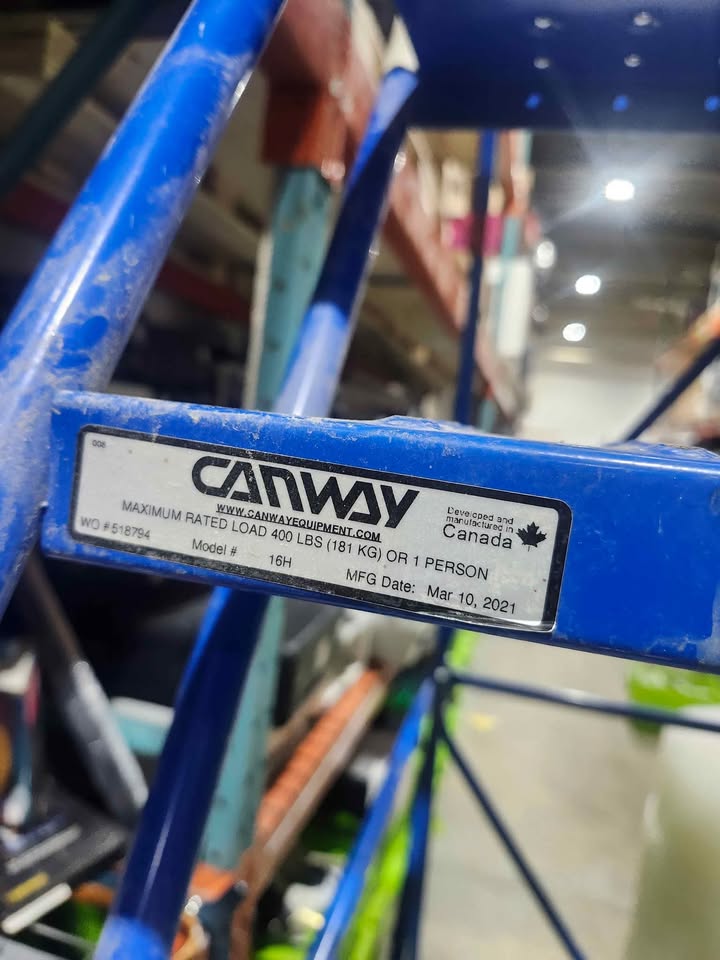 008
CANWAY
WWW.CANWAYEQUIPMENT.COM
Developed and
manufactured in
Canada
MAXIMUM RATED LOAD 400 LBS (181 KG) OR 1 PERSON
WO #518794
Model # 16H
MFG Date: Mar 10, 2021